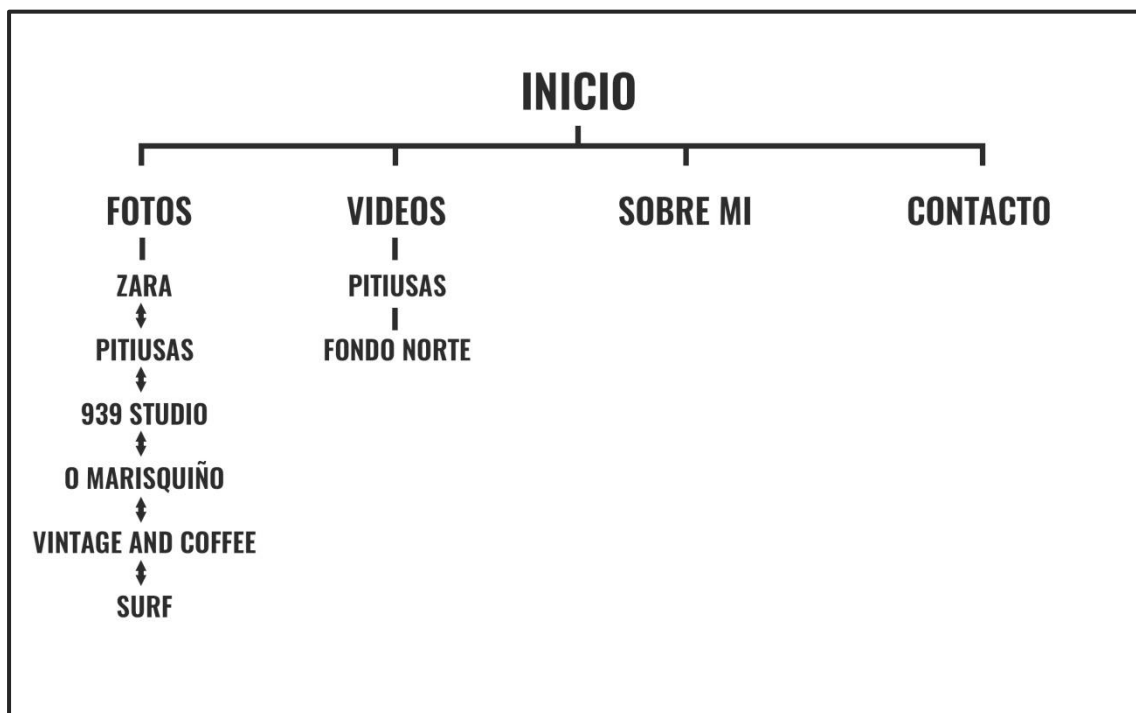 INICIO
FOTOS
VIDEOS
SOBRE MI
CONTACTO
ZARA
PITIUSAS
PITIUSAS
FONDO NORTE
939 STUDIO
O MARISQUIÑO
VINTAGE AND COFFEE
SURF